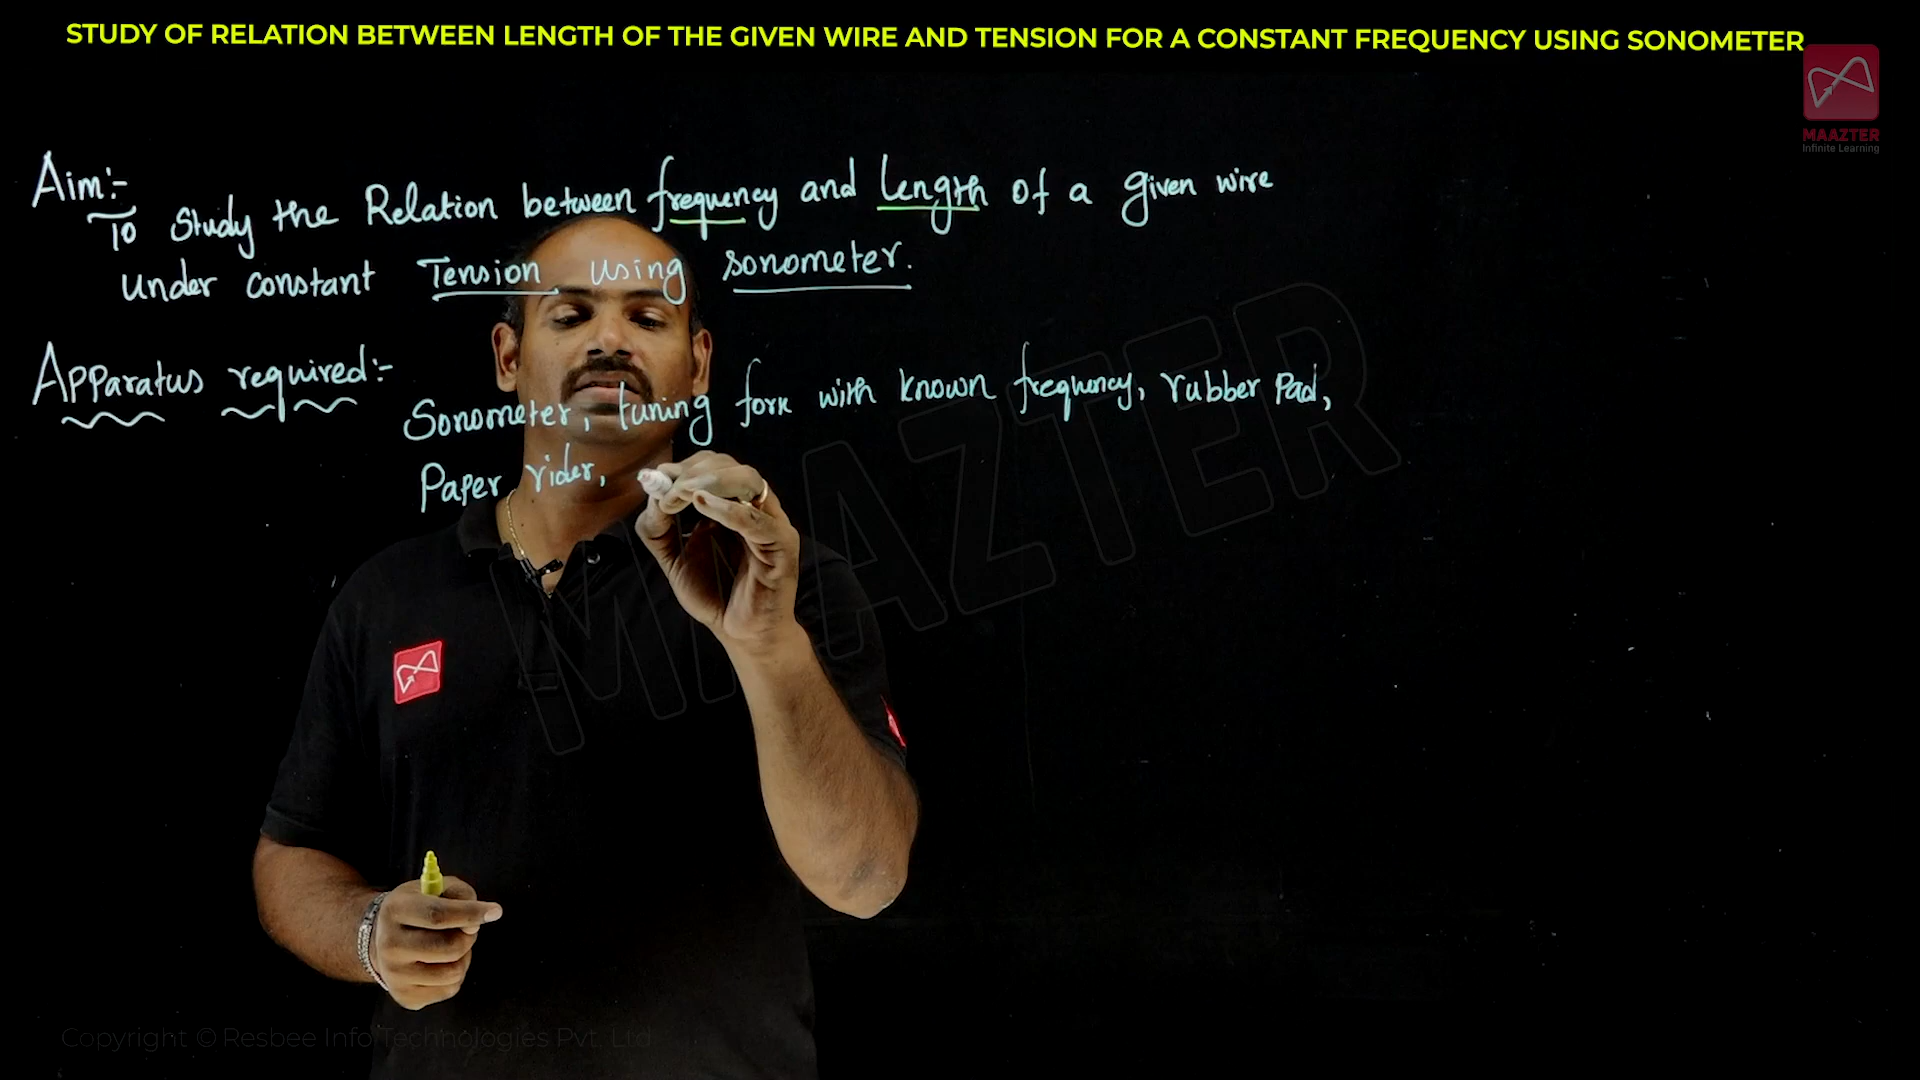 STUDY OF RELATION BETWEEN LENGTH OF THE GIVEN WIRE AND TENSION FOR A CONSTANT FREQUENCY USING SONOMETER
MAAZTER
Infinite Learning
Aim:-
To Study the Relation between frequency and length of a given wire
Under constant Tension using sonometer.
Apparatus required:-
Sonometer, tuning fork with known frequency, rubber Pad,
Paper rider,
MAAZTER
Copyright © Resbee Info Technologies Pvt. Ltd